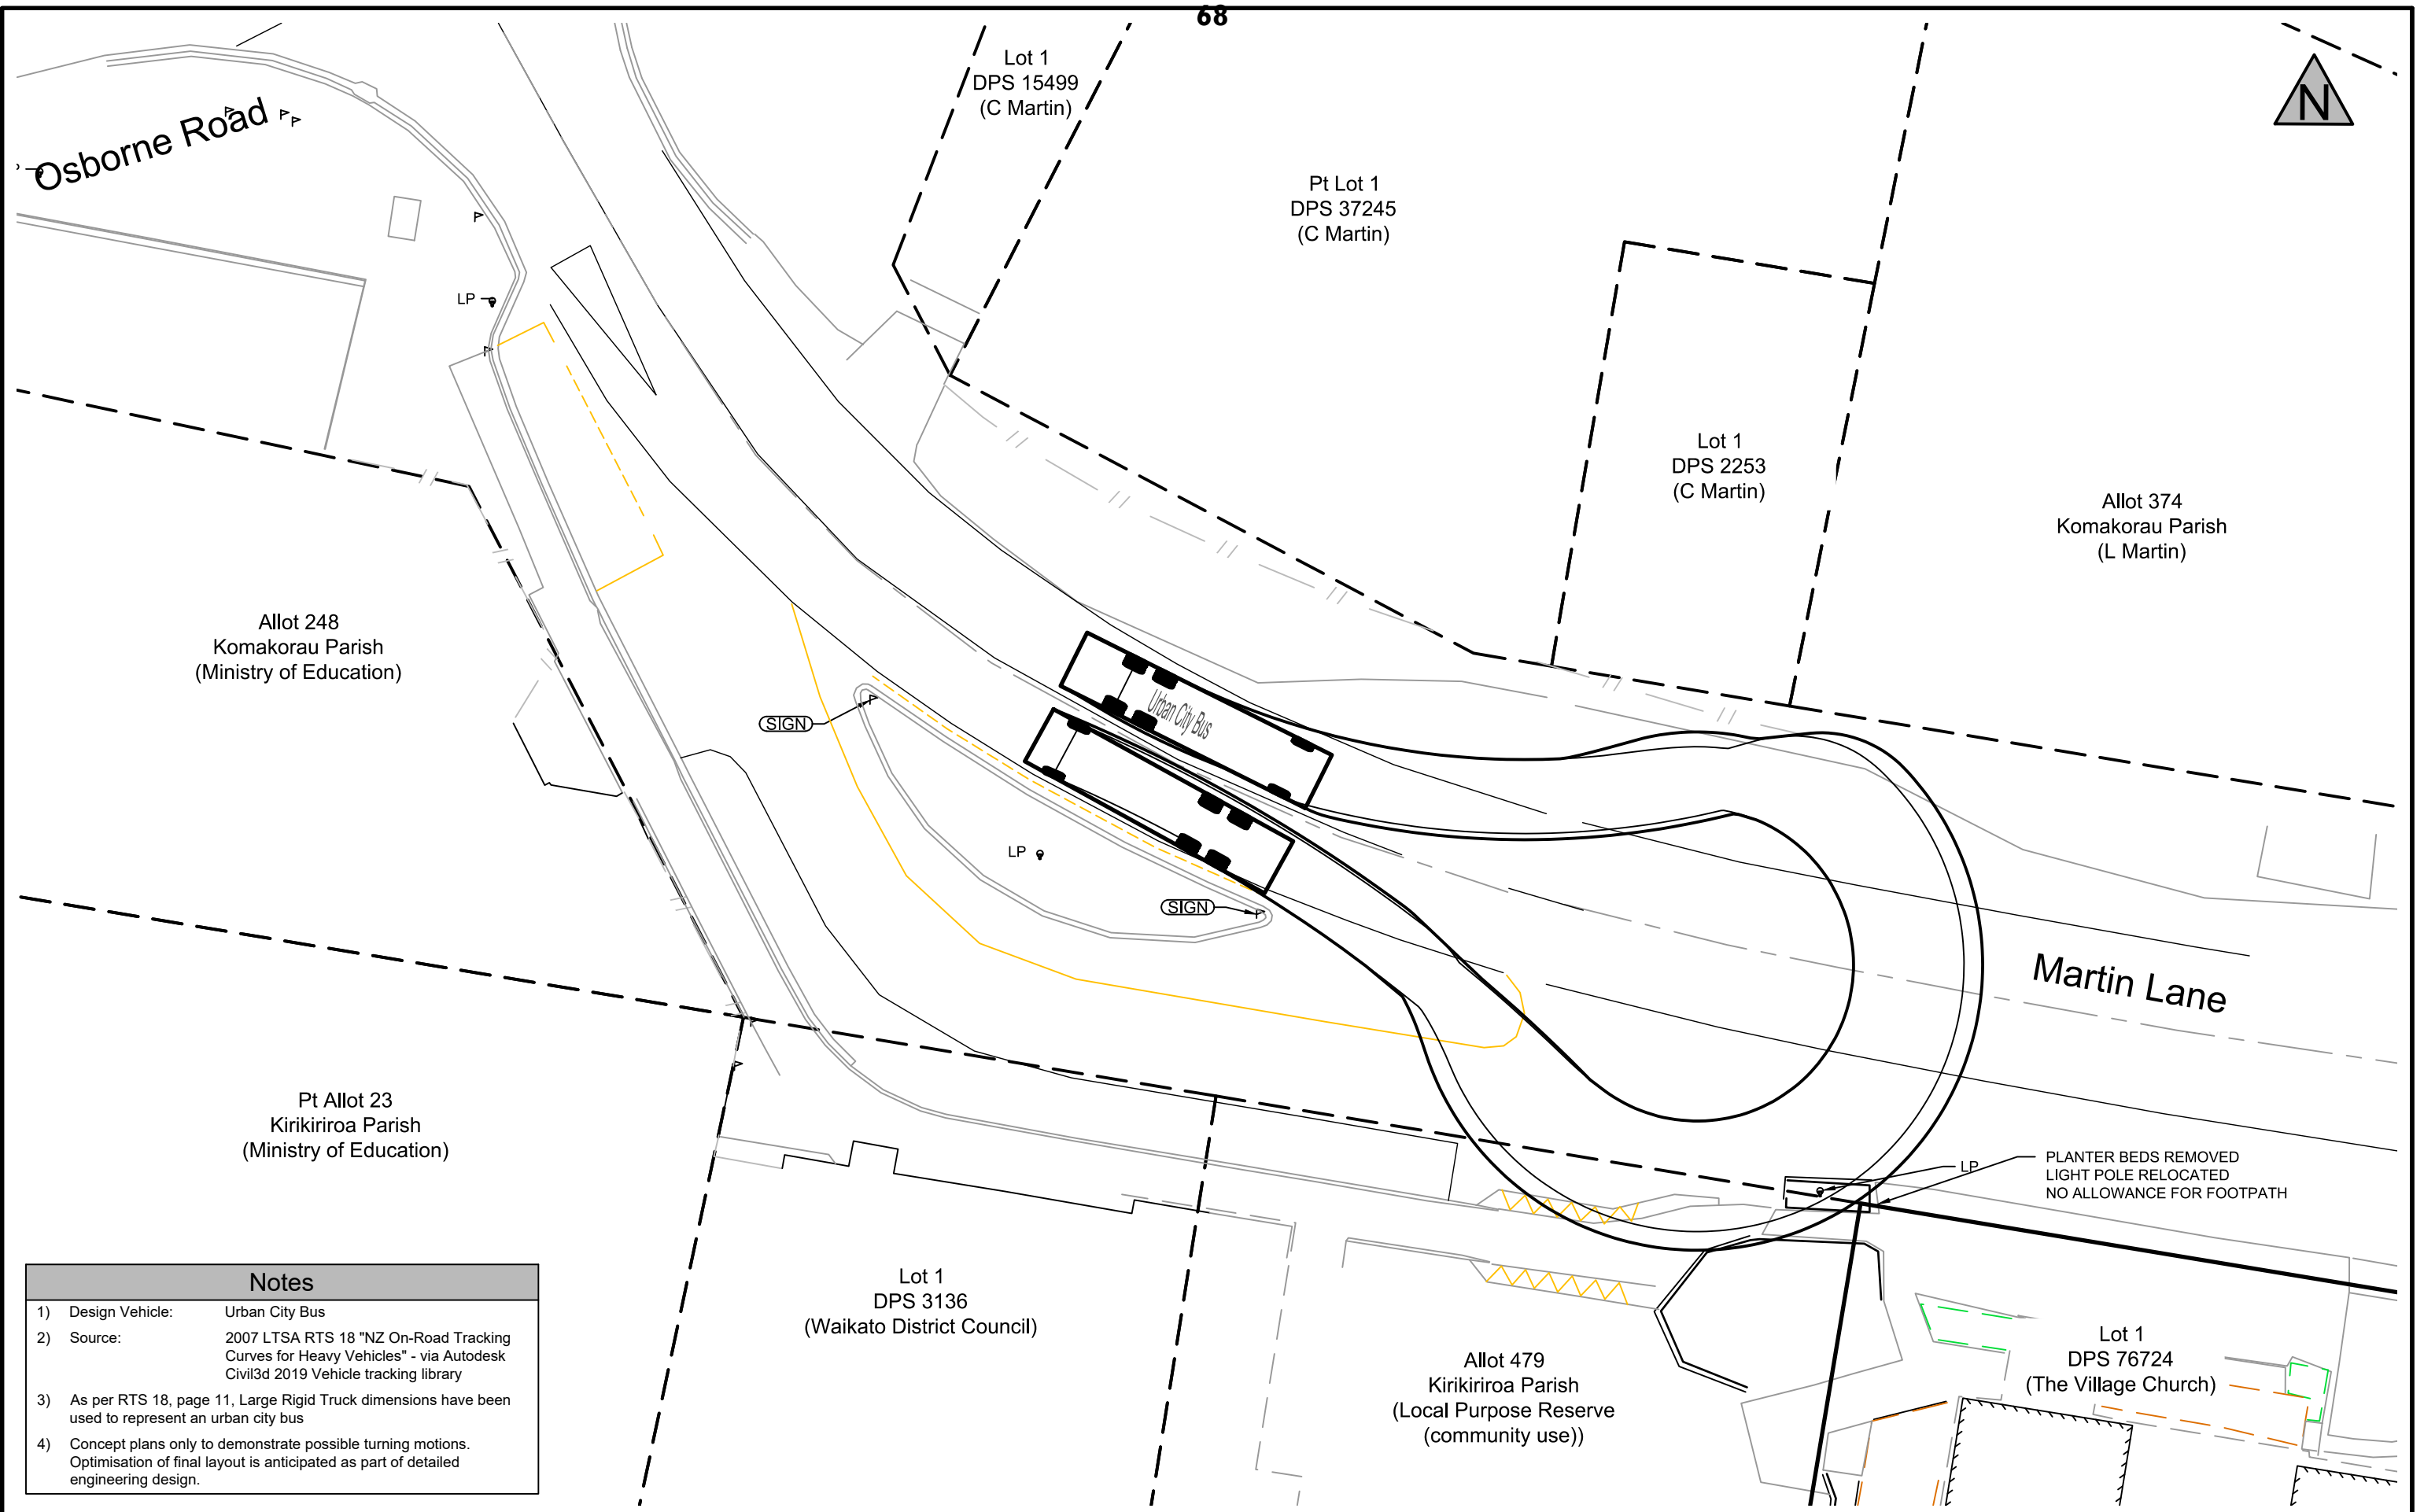 68
Lot 1
DPS 15499
(C Martin)
N
Osborne Road
Pt Lot 1
DPS 37245
(C Martin)
LP
Lot 1
DPS 2253
(C Martin)
Allot 374
Komakorau Parish
(L Martin)
Allot 248
Komakorau Parish
(Ministry of Education)
SIGN
Urban City Bus
LP
SIGN
Martin Lane
Pt Allot 23
Kirikiriroa Parish
(Ministry of Education)
LP
PLANTER BEDS REMOVED
LIGHT POLE RELOCATED
NO ALLOWANCE FOR FOOTPATH
Lot 1
DPS 3136
(Waikato District Council)
Allot 479
Kirikiriroa Parish
(Local Purpose Reserve
(community use))
Lot 1
DPS 76724
(The Village Church)
Notes
1) Design Vehicle: Urban City Bus
2) Source: 2007 LTSA RTS 18 "NZ On-Road Tracking
Curves for Heavy Vehicles" - via Autodesk
Civil3d 2019 Vehicle tracking library
3) As per RTS 18, page 11, Large Rigid Truck dimensions have been
used to represent an urban city bus
4) Concept plans only to demonstrate possible turning motions.
Optimisation of final layout is anticipated as part of detailed
engineering design.